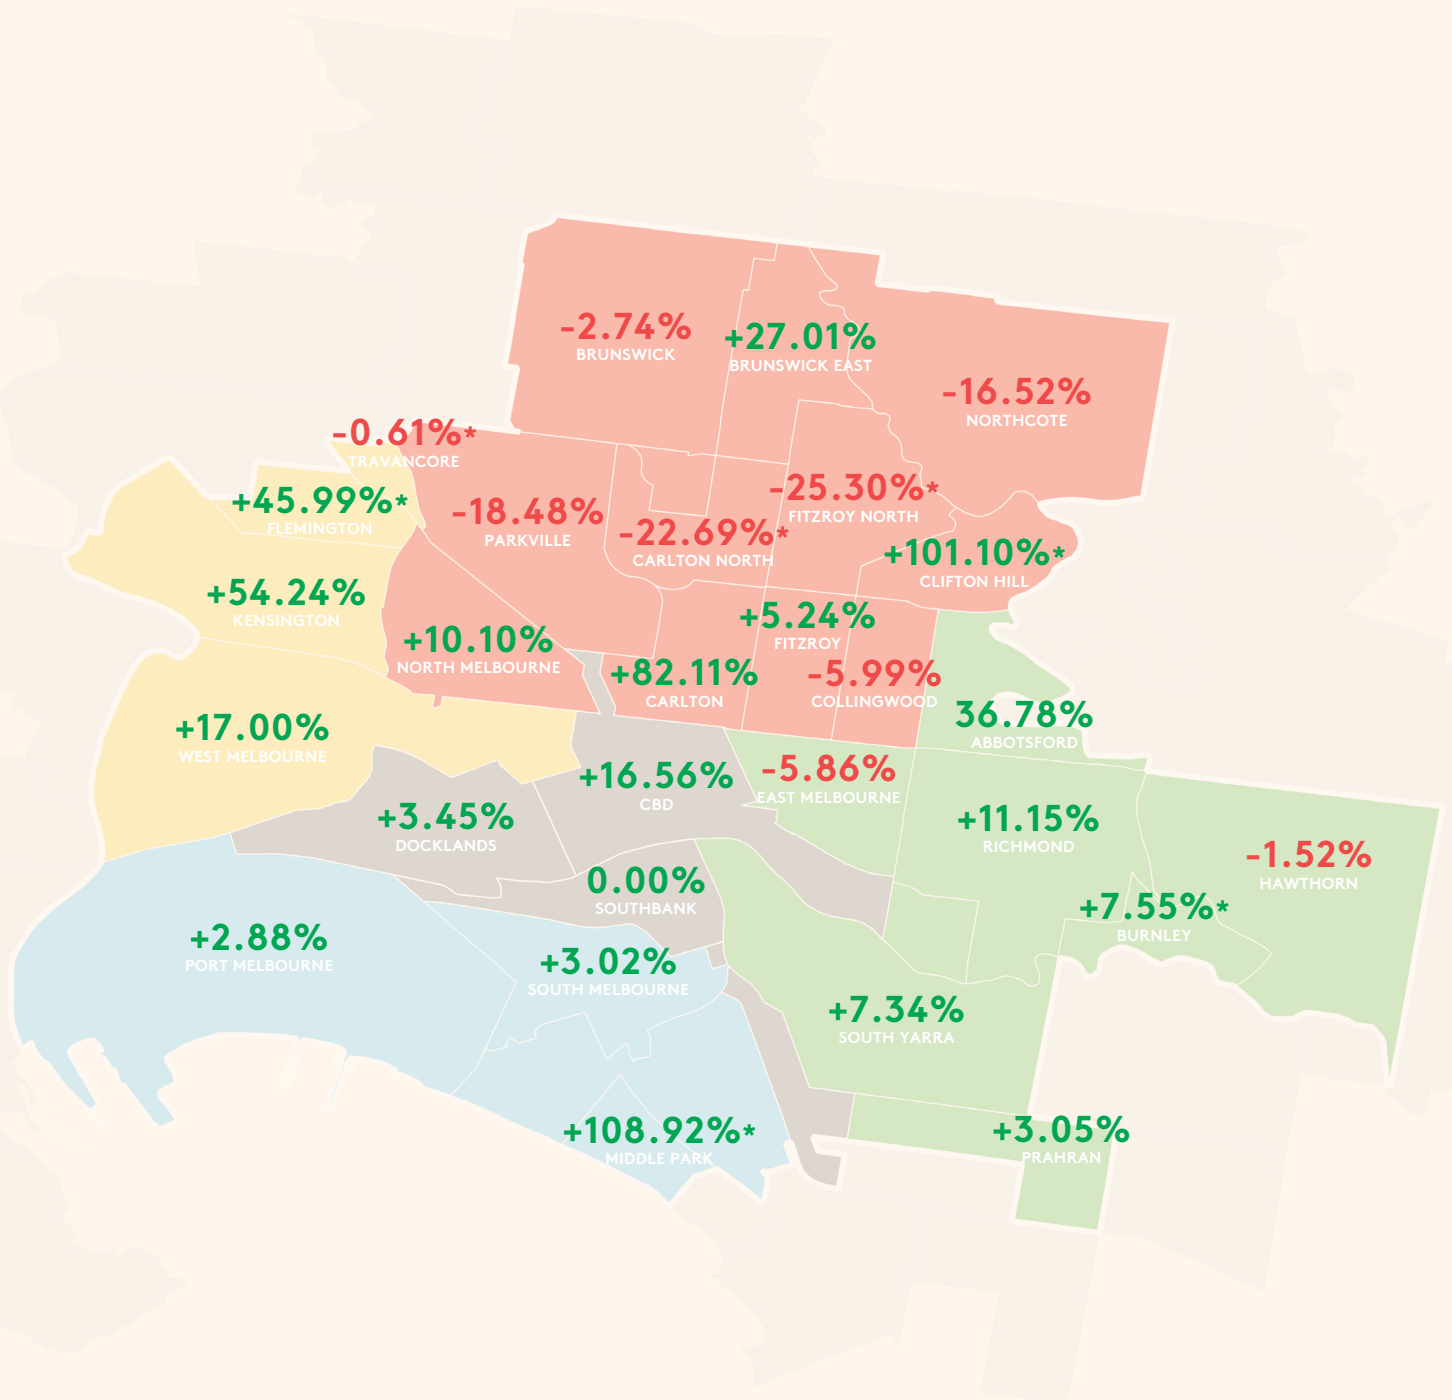 -2.74%
BRUNSWICK
+27.01%
BRUNSWICK EAST
-16.52%
NORTHCOTE
-0.61%*
TRAVANCORE
+45.99%*
FLEMINGTON
-18.48%
PARKVILLE
-22.69%*
CARLTON NORTH
-25.30%*
FITZROY NORTH
+101.10%*
CLIFTON HILL
+54.24%
KENSINGTON
+10.10%
NORTH MELBOURNE
+5.24%
FITZROY
+82.11%
CARLTON
-5.99%
COLLINGWOOD
36.78%
ABBOTSFORD
+17.00%
WEST MELBOURNE
+16.56%
CBD
-5.86%
EAST MELBOURNE
+3.45%
DOCKLANDS
+11.15%
RICHMOND
-1.52%
HAWTHORN
0.00%
SOUTHBANK
+7.55%*
BURNLEY
+2.88%
PORT MELBOURNE
+3.02%
SOUTH MELBOURNE
+7.34%
SOUTH YARRA
+108.92%*
MIDDLE PARK
+3.05%
PRAHRAN